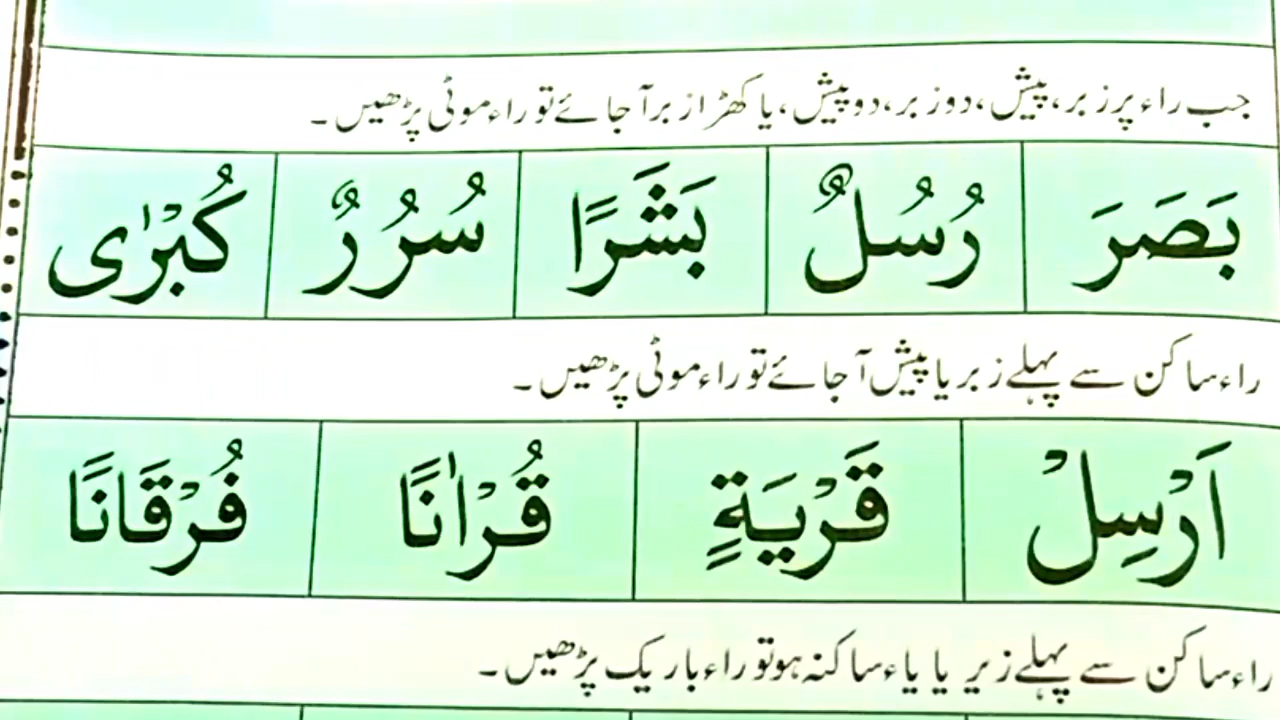 جب راء پر زبر، پیش، دو زبر، دو پیش، یا کھڑا زبر آ جائے تو راء موٹی پڑھیں۔
بَصَرَ رُسُلٌ بَشَرًا سُرُرٌ كُبْرٰى
راء ساکن سے پہلے زبر یا پیش آ جائے تو راء موٹی پڑھیں۔
اَرْسِلْ قَرْيَةٍ قُرْاٰنًا فُرْقَانًا
راء ساکن سے پہلے زیر یا یاء ساکنہ ہو تو راء باریک پڑھیں۔